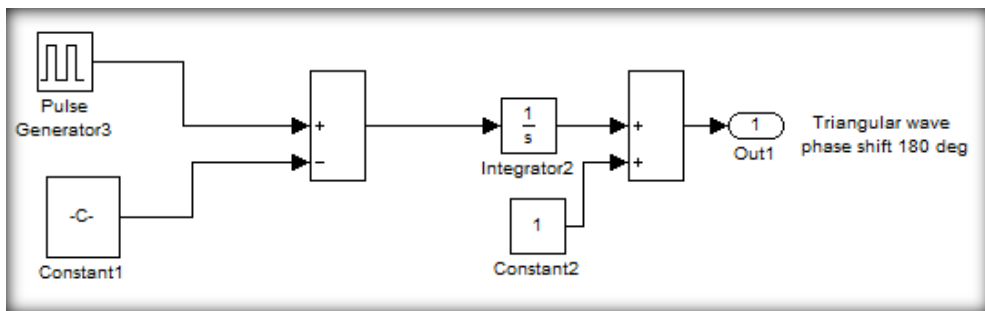 Pulse
Generator3
-C-
Constant1
+
−
1
s
Integrator2
1
Constant2
+
+
1
Out1
Triangular wave
phase shift 180 deg